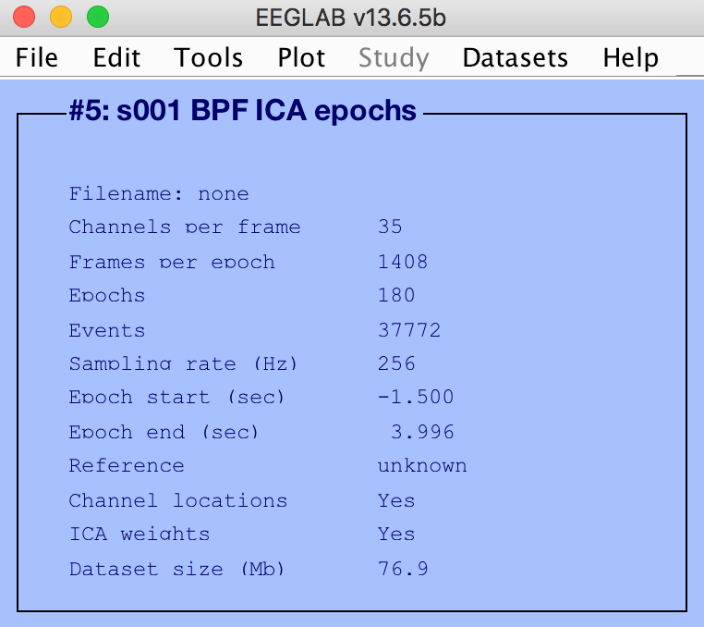 EEGLAB v13.6.5b
File Edit Tools Plot Study Datasets Help
#5: s001 BPF ICA epochs
Filename: none
Channels per frame 35
Frames per epoch 1408
Epochs 180
Events 37772
Sampling rate (Hz) 256
Epoch start (sec) -1.500
Epoch end (sec) 3.996
Reference unknown
Channel locations Yes
ICA weights Yes
Dataset size (Mb) 76.9